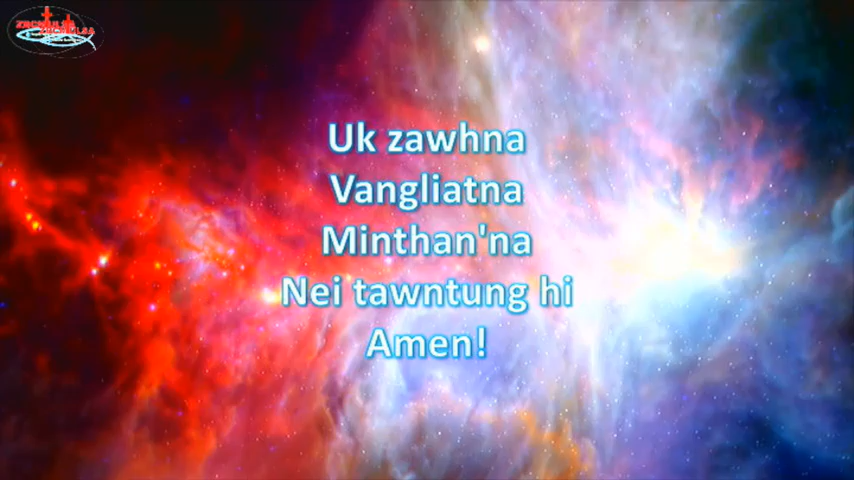 Uk zawhna
Vangliatna
Minthan'na
Nei tawntung hi
Amen!